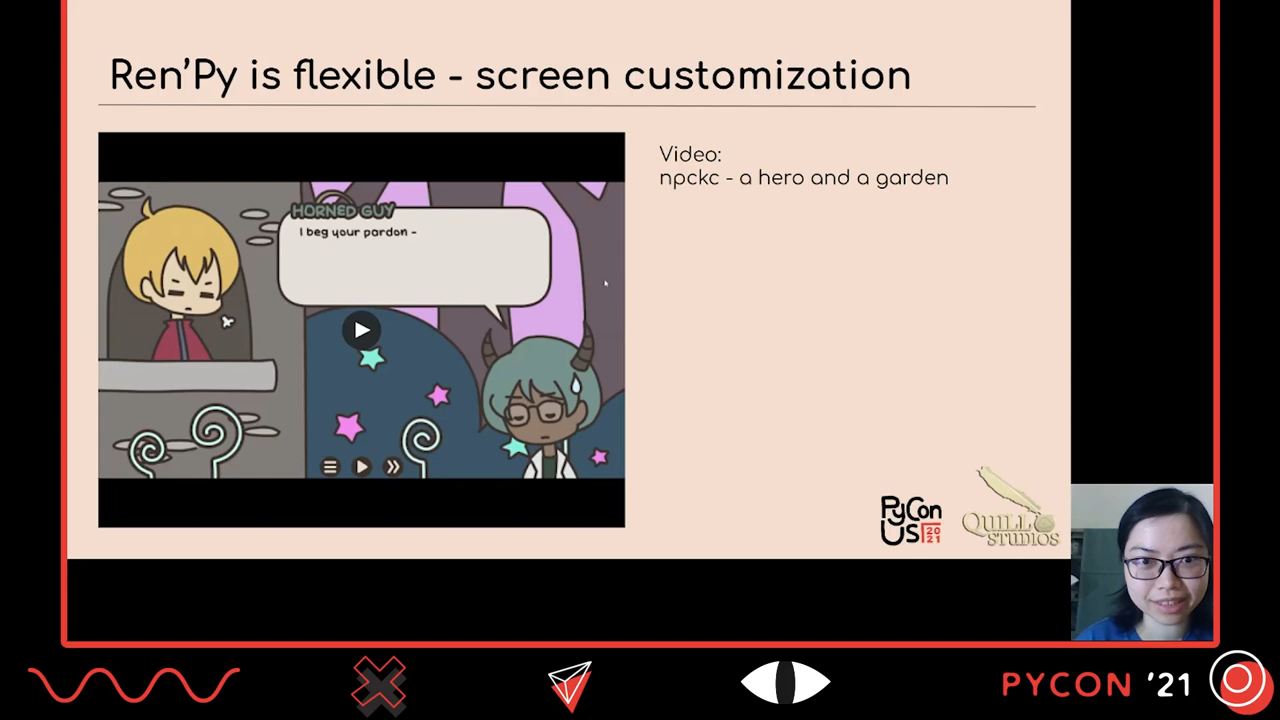 Ren'Py is flexible - screen customization
Video:
npckc - a hero and a garden
HORNED GUY
I beg your pardon -
PyCon
US 2021
QUILL
STUDIOS
PYCON '21